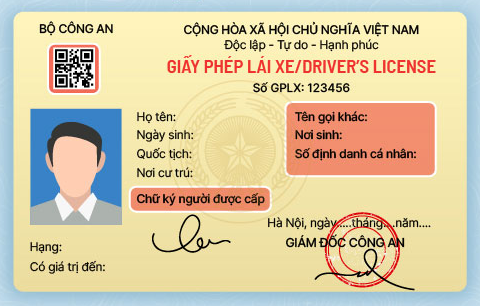 BỘ CÔNG AN
CỘNG HÒA XÃ HỘI CHỦ NGHĨA VIỆT NAM
Độc lập - Tự do - Hạnh phúc
GIẤY PHÉP LÁI XE/DRIVER'S LICENSE
Số GPLX: 123456
Họ tên:
Ngày sinh:
Quốc tịch:
Nơi cư trú:
Tên gọi khác:
Nơi sinh:
Số định danh cá nhân:
Chữ ký người được cấp
Hà Nội, ngày.....tháng....năm....
GIÁM ĐỐC CÔNG AN
Hạng:
Có giá trị đến: